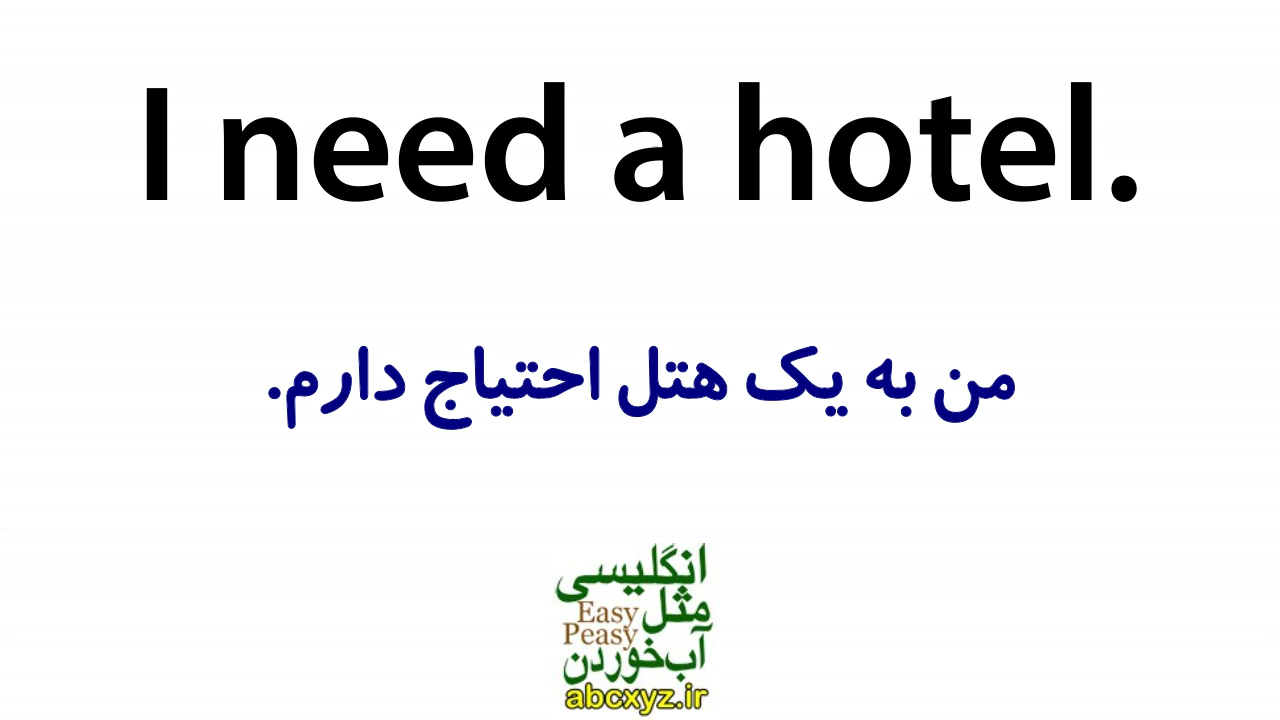 I need a hotel.
من به یک هتل احتیاج دارم.
انگلیسی
مثل Easy
Peasy
آب‌خوردن
abcxyz.ir